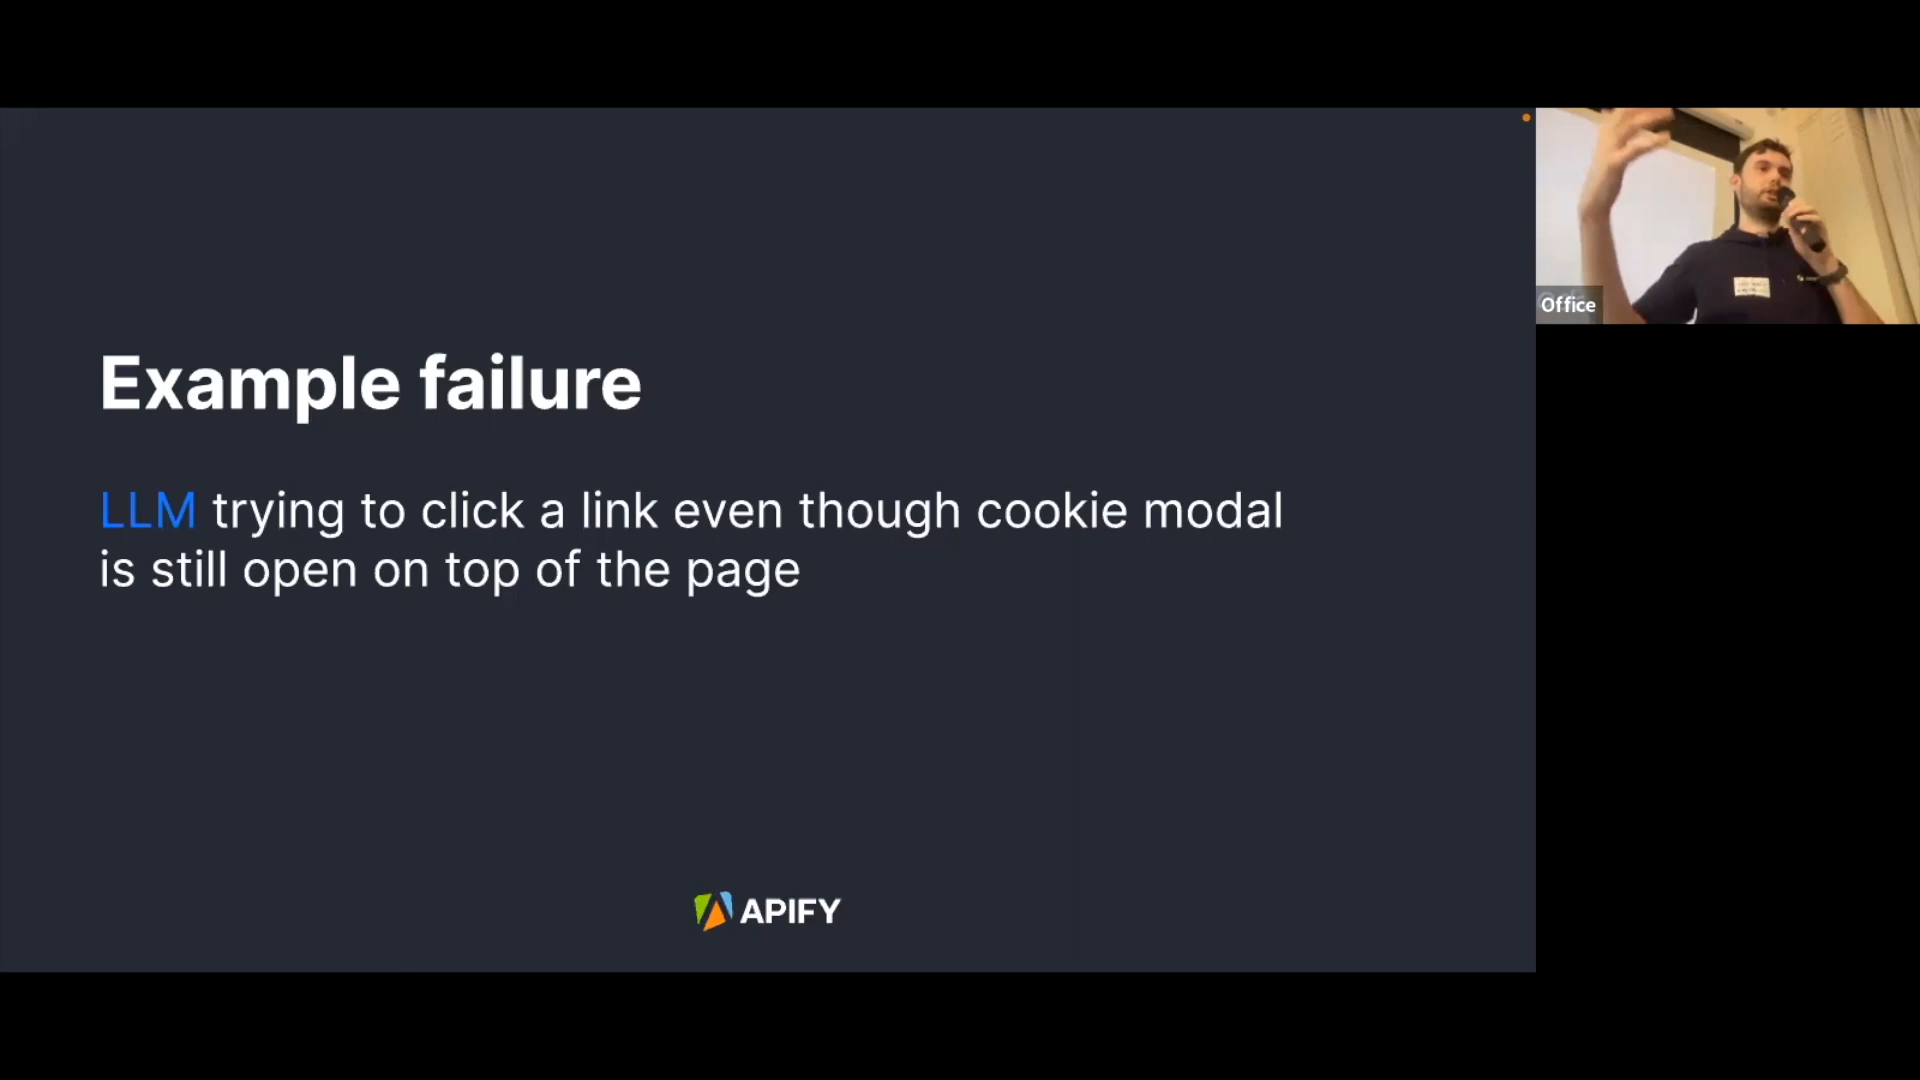 Example failure
LLM trying to click a link even though cookie modal
is still open on top of the page
APIFY
Office